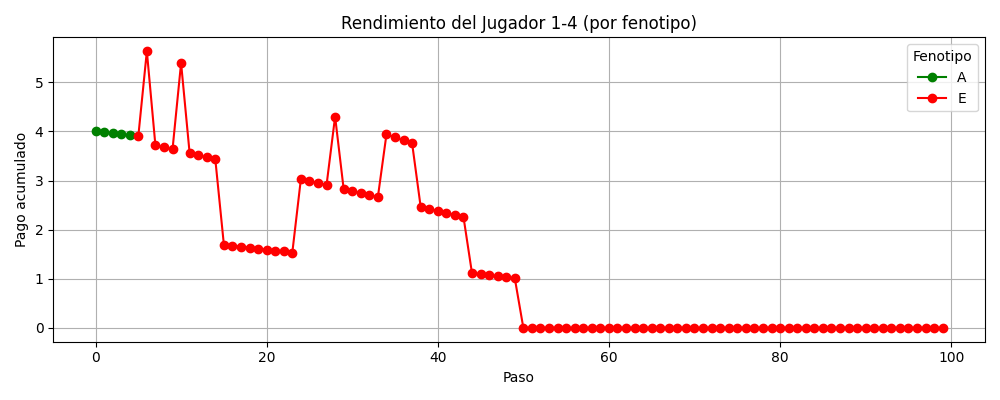 Rendimiento del Jugador 1-4 (por fenotipo)
Pago acumulado
5
4
3
2
1
0
Fenotipo
A
E
0 20 40 60 80 100
Paso